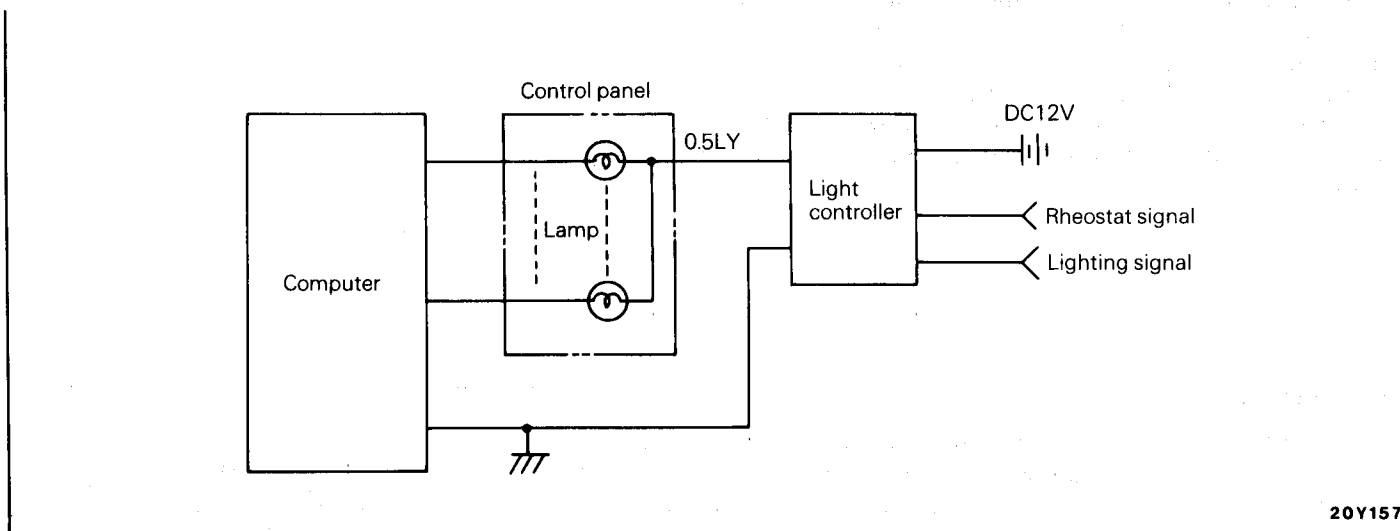 Control panel
DC12V
0.5LY
Light
controller
Rheostat signal
Lamp
Lighting signal
Computer
20Y157